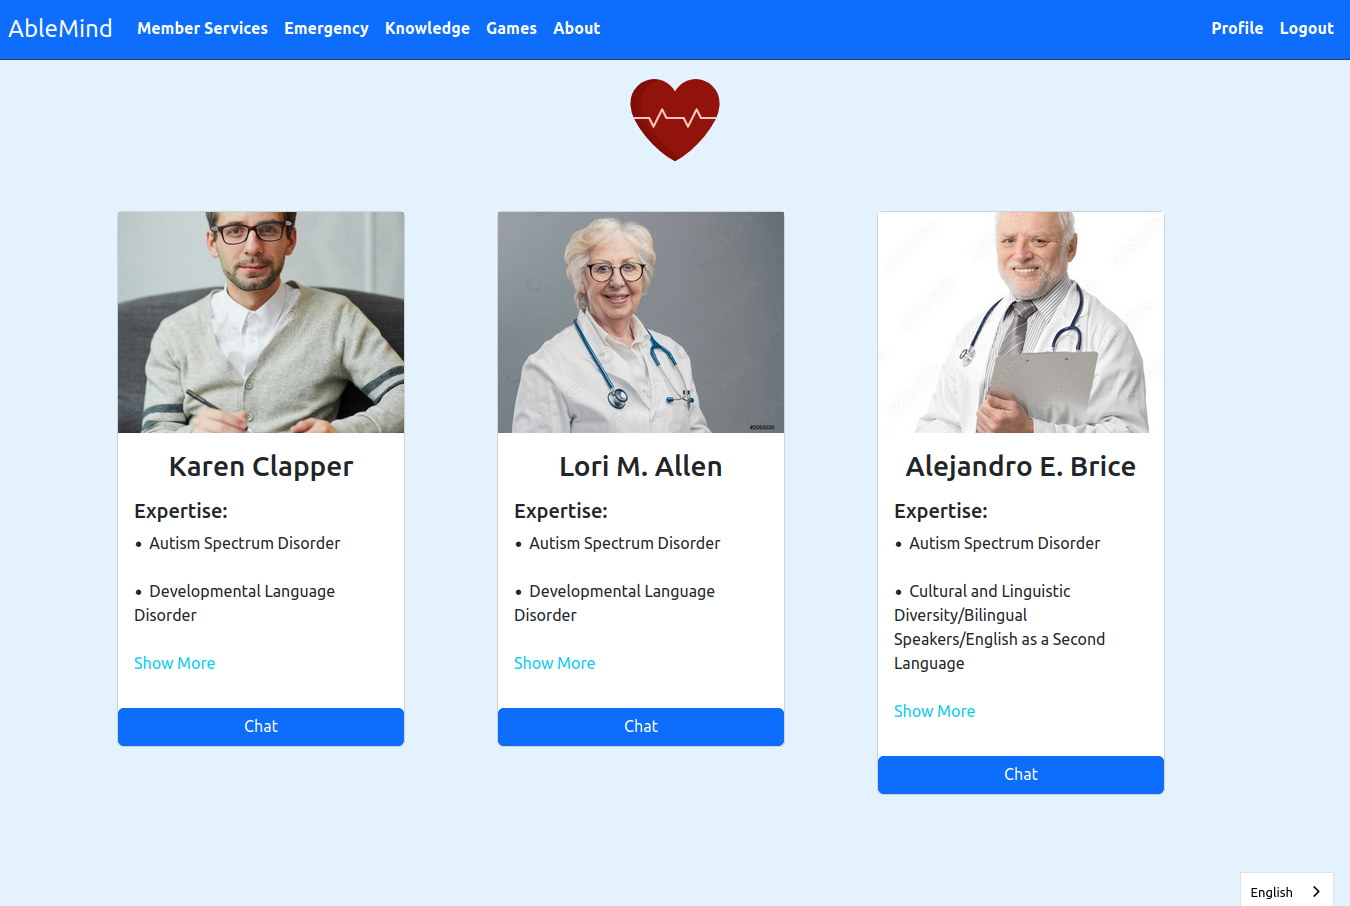 AbleMind Member Services Emergency Knowledge Games About Profile Logout
#2063030
Karen Clapper
Expertise:
• Autism Spectrum Disorder
• Developmental Language
Disorder
Show More
Chat
Lori M. Allen
Expertise:
• Autism Spectrum Disorder
• Developmental Language
Disorder
Show More
Chat
Alejandro E. Brice
Expertise:
• Autism Spectrum Disorder
• Cultural and Linguistic
Diversity/Bilingual
Speakers/English as a Second
Language
Show More
Chat
English